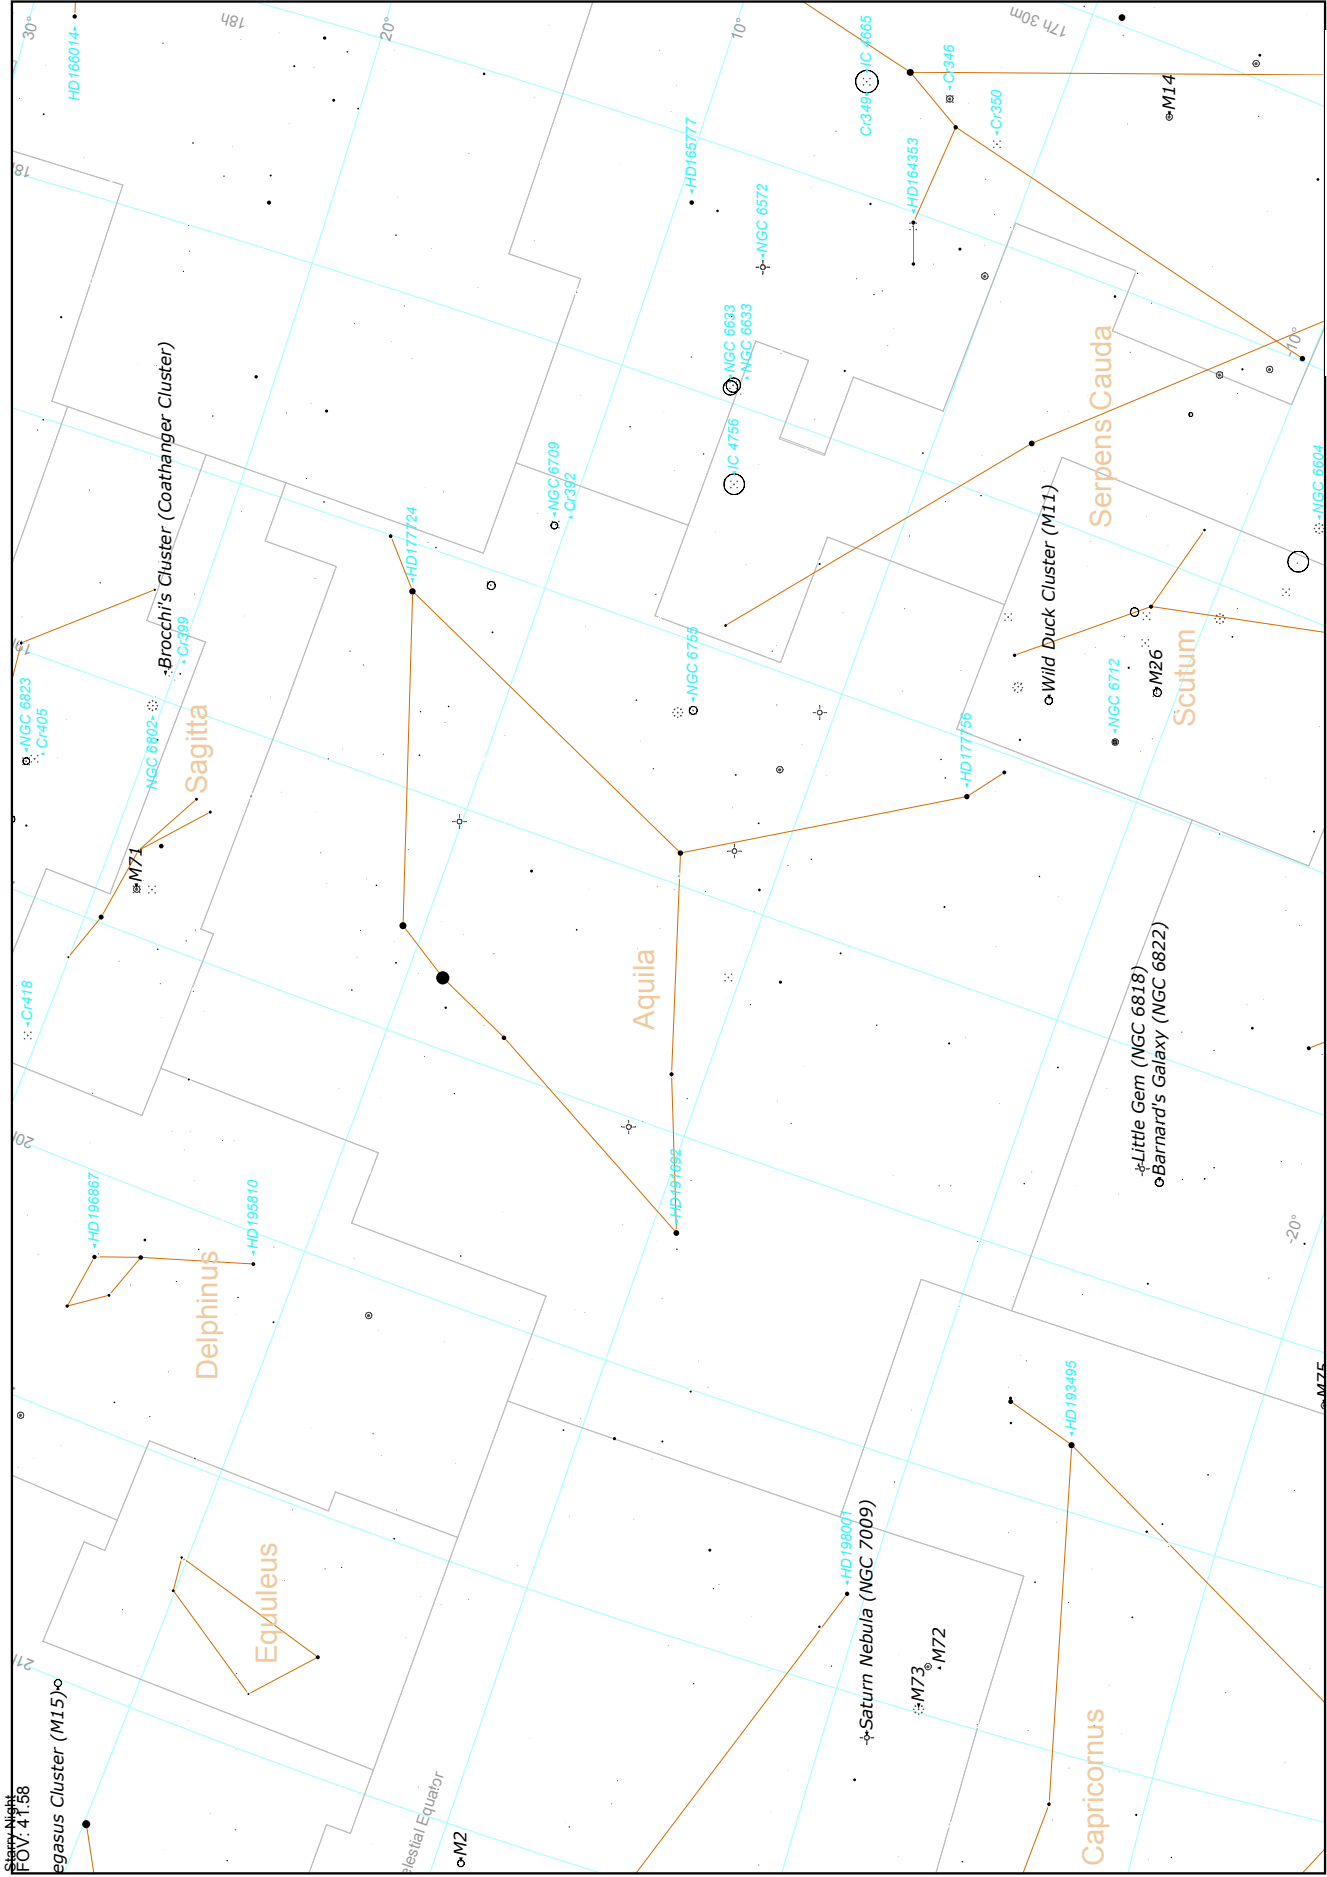 30°
18h
20°
10°
17h 30m
HD166014
IC 4665
Cr349
Cr346
Cr350
M14
18h
HD165777
HD164353
NGC 6572
NGC 6633
NGC 6633
-10°
Serpens Cauda
Brocchi's Cluster (Coathanger Cluster)
Cr399
IC 4756
NGC 6709
Cr392
NGC 6604
HD177724
Wild Duck Cluster (M11)
M26
NGC 6712
Scutum
NGC 6755
19h
NGC 6823
Cr405
NGC 6802
Sagitta
HD177756
M71
Aquila
Cr418
Little Gem (NGC 6818)
Barnard's Galaxy (NGC 6822)
20h
HD196867
HD195810
HD191692
Delphinus
-20°
HD193495
M75
Equuleus
HD198001
Saturn Nebula (NGC 7009)
M72
M73
21h
egasus Cluster (M15)
Capricornus
elestial Equator
M2
Starry Night
FOV: 41.58